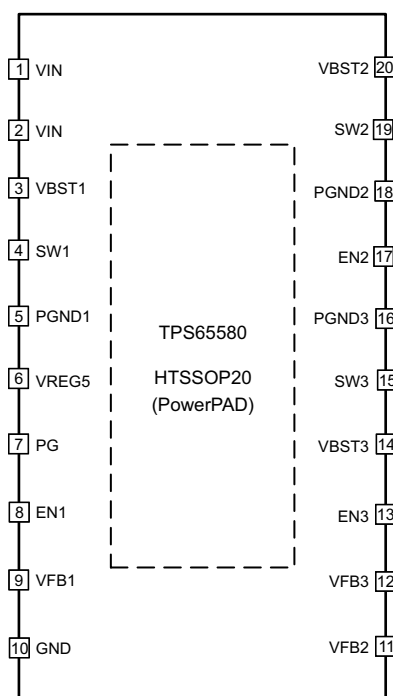 1 VIN
2 VIN
3 VBST1
4 SW1
5 PGND1
6 VREG5
7 PG
8 EN1
9 VFB1
10 GND
TPS65580
HTSSOP20
(PowerPAD)
VBST2 20
SW2 19
PGND2 18
EN2 17
PGND3 16
SW3 15
VBST3 14
EN3 13
VFB3 12
VFB2 11